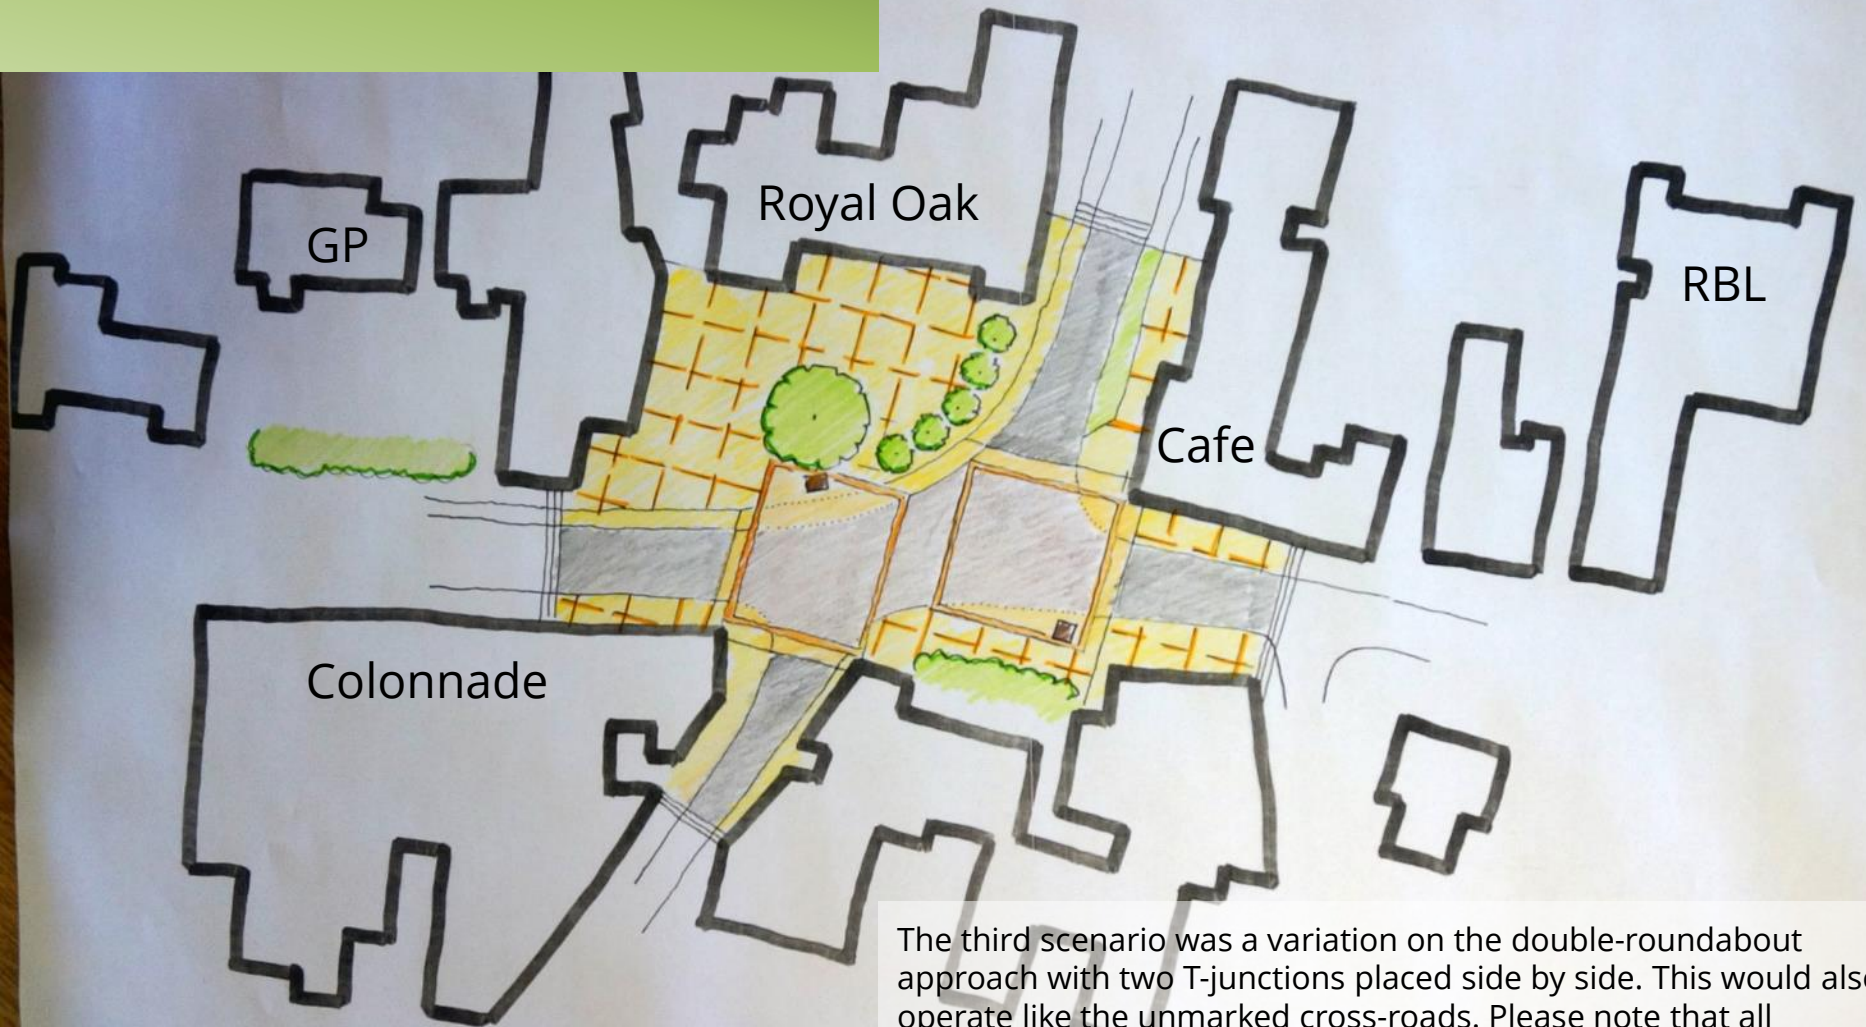 Royal Oak
GP
RBL
Cafe
Colonnade
The third scenario was a variation on the double-roundabout
approach with two T-junctions placed side by side. This would also
operate like the unmarked cross-roads. Please note that all